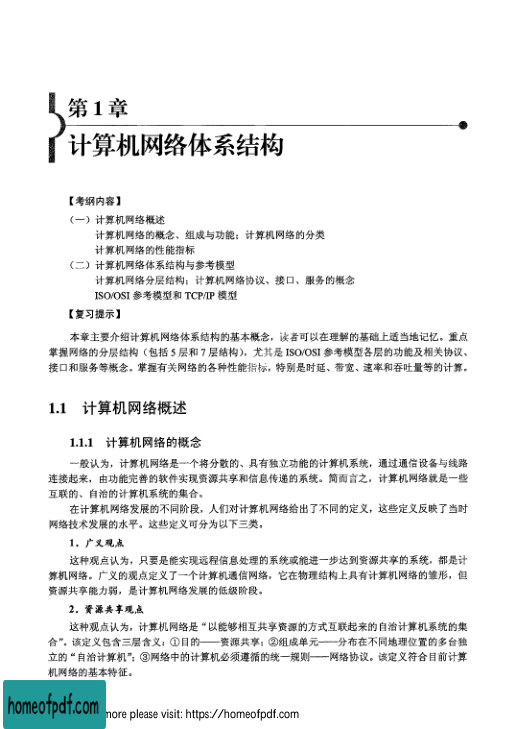 第1章
计算机网络体系结构
【考纲内容】
（一）计算机网络概述
计算机网络的概念、组成与功能；计算机网络的分类
计算机网络的性能指标
（二）计算机网络体系结构与参考模型
计算机网络分层结构；计算机网络协议、接口、服务的概念
ISO/OSI 参考模型和 TCP/IP 模型
【复习提示】
本章主要介绍计算机网络体系结构的基本概念，读者可以在理解的基础上适当地记忆。重点
掌握网络的分层结构（包括 5 层和 7 层结构），尤其是 ISO/OSI 参考模型各层的功能及相关协议、
接口和服务等概念。掌握有关网络的各种性能指标，特别是时延、带宽、速率和吞吐量等的计算。
1.1 计算机网络概述
1.1.1 计算机网络的概念
一般认为，计算机网络是一个将分散的、具有独立功能的计算机系统，通过通信设备与线路
连接起来，由功能完善的软件实现资源共享和信息传递的系统。简而言之，计算机网络就是一些
互联的、自治的计算机系统的集合。
在计算机网络发展的不同阶段，人们对计算机网络给出了不同的定义，这些定义反映了当时
网络技术发展的水平。这些定义可分为以下三类。
1．广义观点
这种观点认为，只要是能实现远程信息处理的系统或能进一步达到资源共享的系统，都是计
算机网络。广义的观点定义了一个计算机通信网络，它在物理结构上具有计算机网络的雏形，但
资源共享能力弱，是计算机网络发展的低级阶段。
2．资源共享观点
这种观点认为，计算机网络是“以能够相互共享资源的方式互联起来的自治计算机系统的集
合”。该定义包含三层含义：①目的——资源共享；②组成单元——分布在不同地理位置的多台独
立的“自治计算机”；③网络中的计算机必须遵循的统一规则——网络协议。该定义符合目前计算
机网络的基本特征。
homeofpdf.com
more please visit: https://homeofpdf.com